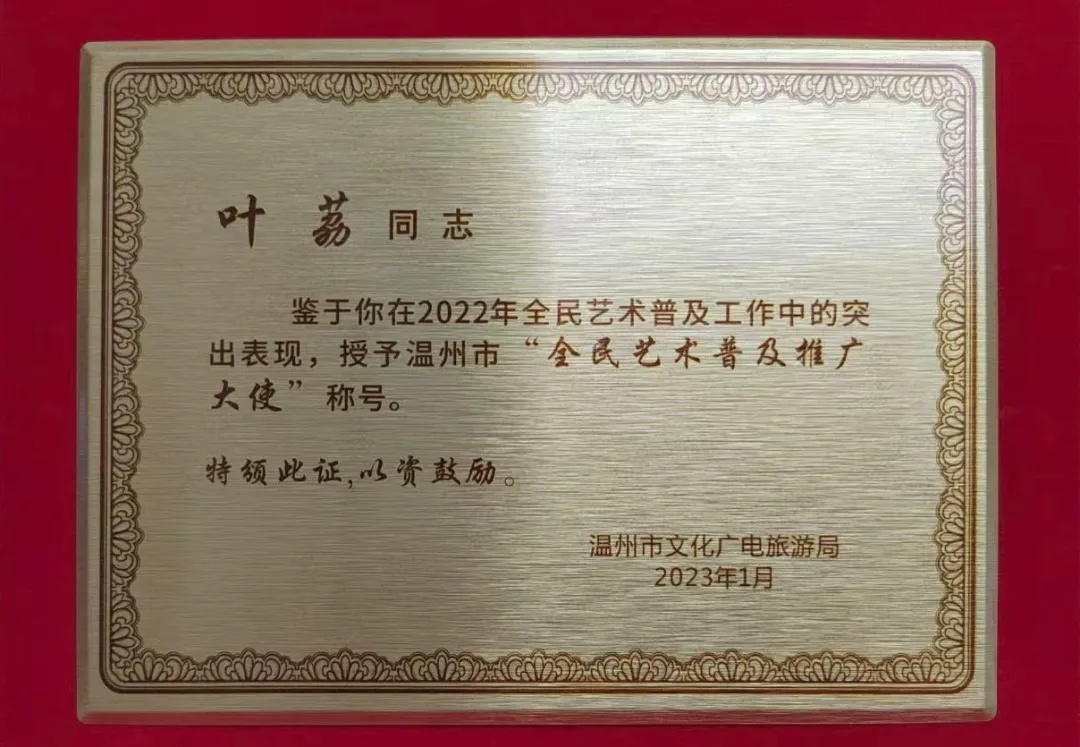 叶荔同志
鉴于你在2022年全民艺术普及工作中的突
出表现，授予温州市“全民艺术普及推广
大使”称号。
特颁此证,以资鼓励。
温州市文化广电旅游局
2023年1月